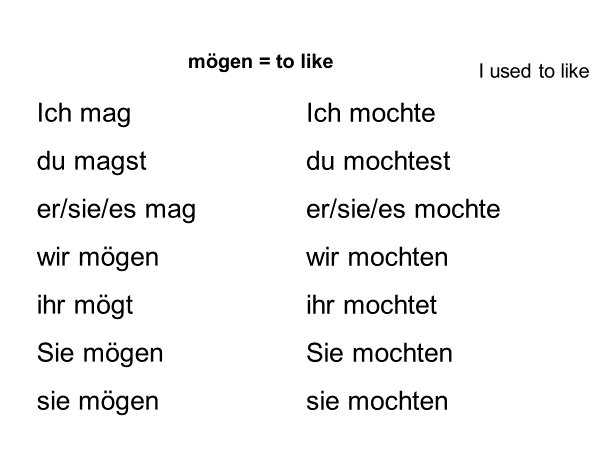 mögen = to like
I used to like
Ich mag
Ich mochte
du magst
du mochtest
er/sie/es mag
er/sie/es mochte
wir mögen
wir mochten
ihr mögt
ihr mochtet
Sie mögen
Sie mochten
sie mögen
sie mochten